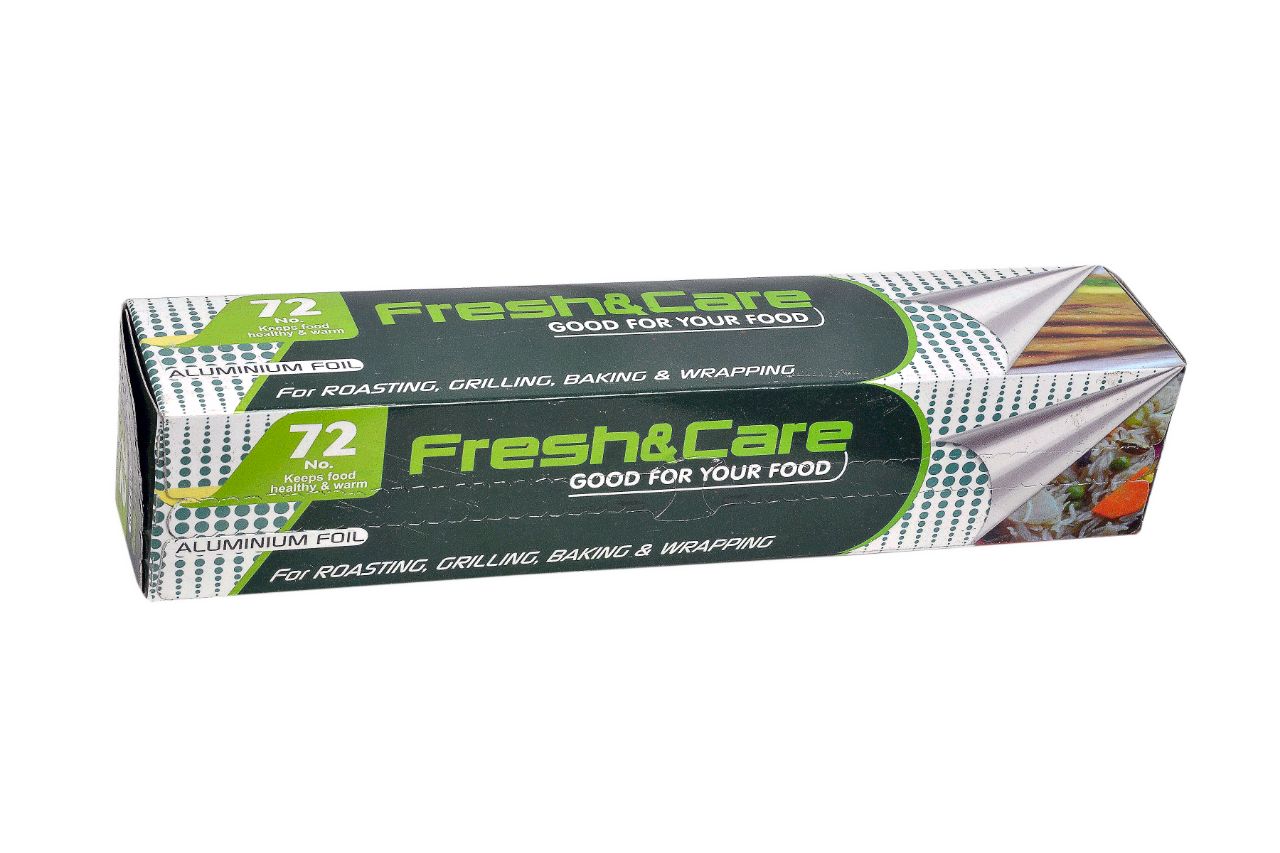 72
No.
Keeps food
healthy & warm
Fresh&Care
GOOD FOR YOUR FOOD
ALUMINIUM FOIL
For ROASTING, GRILLING, BAKING & WRAPPING
72
No.
Keeps food
healthy & warm
Fresh&Care
GOOD FOR YOUR FOOD
ALUMINIUM FOIL
For ROASTING, GRILLING, BAKING & WRAPPING